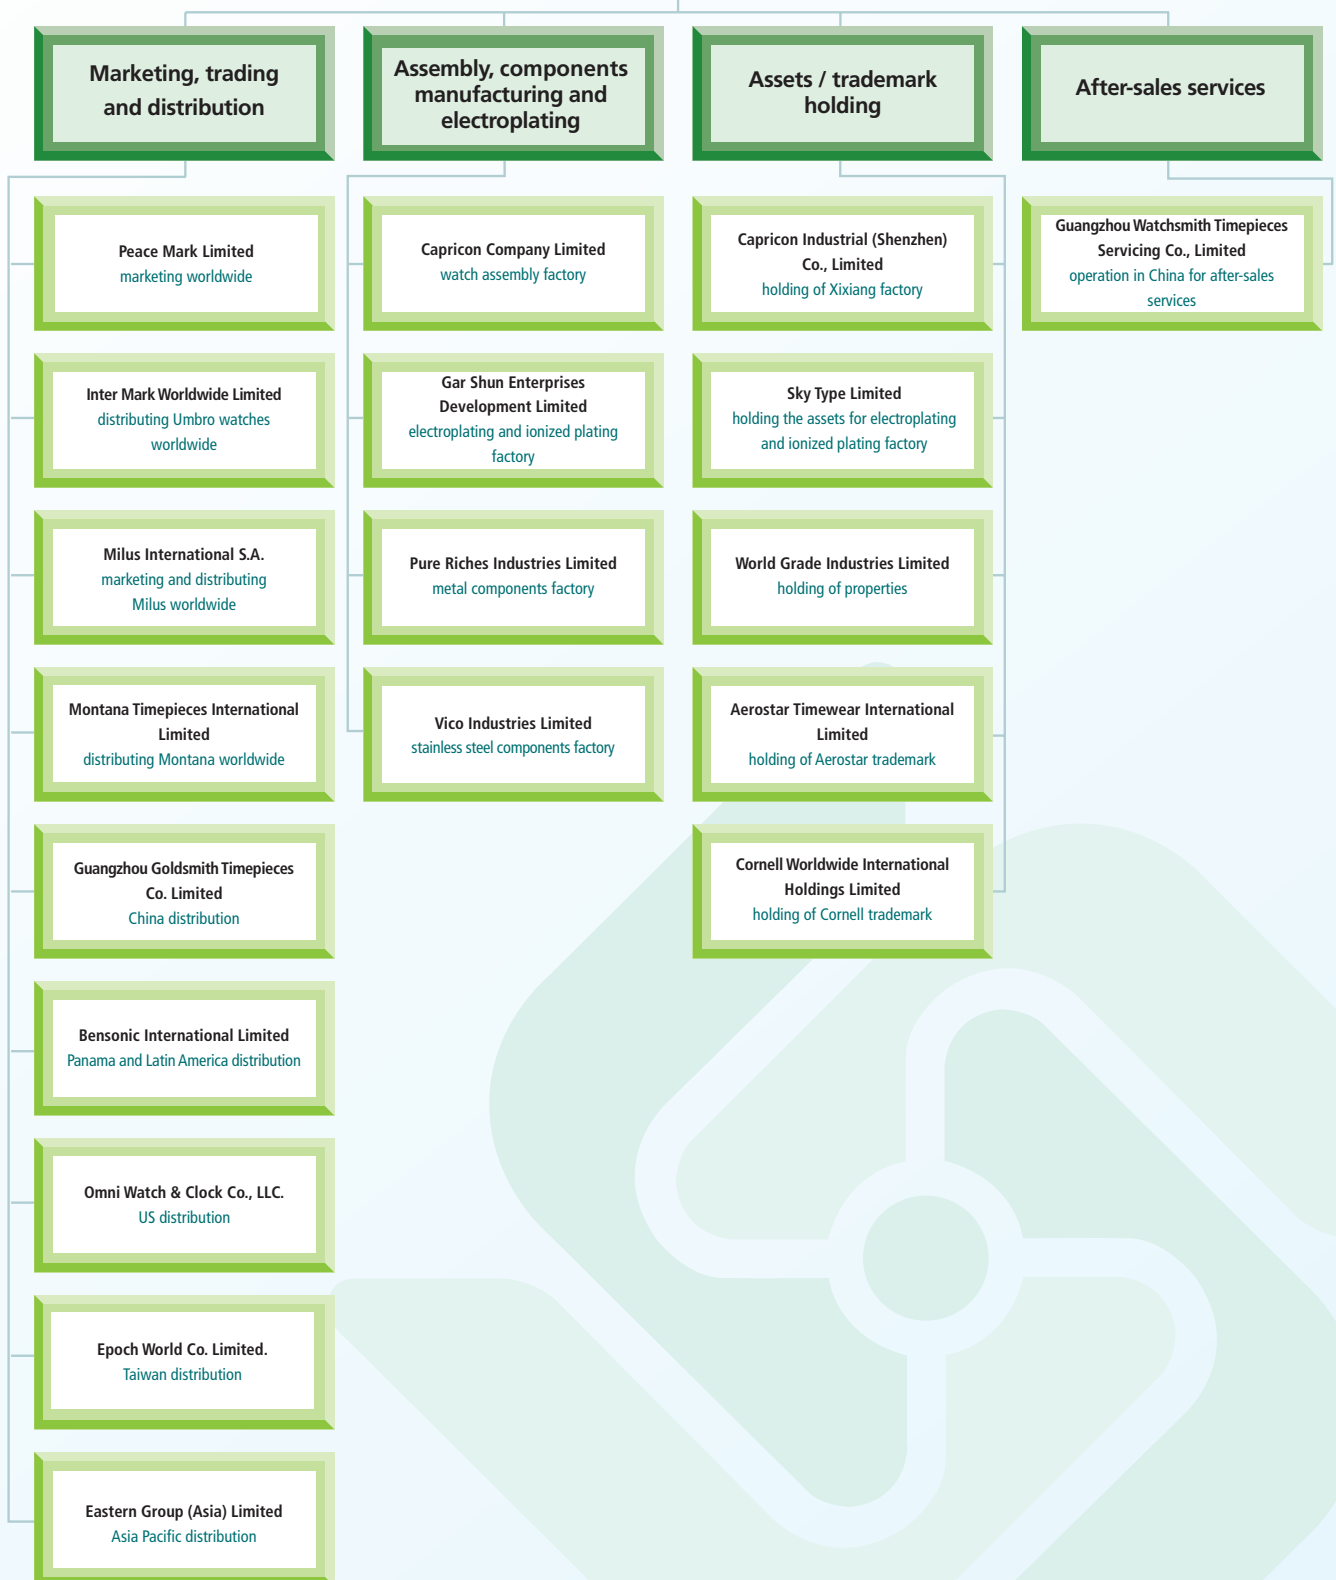 Marketing, trading
and distribution
Assembly, components
manufacturing and
electroplating
Assets / trademark
holding
After-sales services
Peace Mark Limited
marketing worldwide
Inter Mark Worldwide Limited
distributing Umbro watches
worldwide
Milus International S.A.
marketing and distributing
Milus worldwide
Montana Timepieces International
Limited
distributing Montana worldwide
Guangzhou Goldsmith Timepieces
Co. Limited
China distribution
Bensonic International Limited
Panama and Latin America distribution
Omni Watch & Clock Co., LLC.
US distribution
Epoch World Co. Limited.
Taiwan distribution
Eastern Group (Asia) Limited
Asia Pacific distribution
Capricon Company Limited
watch assembly factory
Gar Shun Enterprises
Development Limited
electroplating and ionized plating
factory
Pure Riches Industries Limited
metal components factory
Vico Industries Limited
stainless steel components factory
Capricon Industrial (Shenzhen)
Co., Limited
holding of Xixiang factory
Sky Type Limited
holding the assets for electroplating
and ionized plating factory
World Grade Industries Limited
holding of properties
Aerostar Timewear International
Limited
holding of Aerostar trademark
Cornell Worldwide International
Holdings Limited
holding of Cornell trademark
Guangzhou Watchsmith Timepieces
Servicing Co., Limited
operation in China for after-sales
services